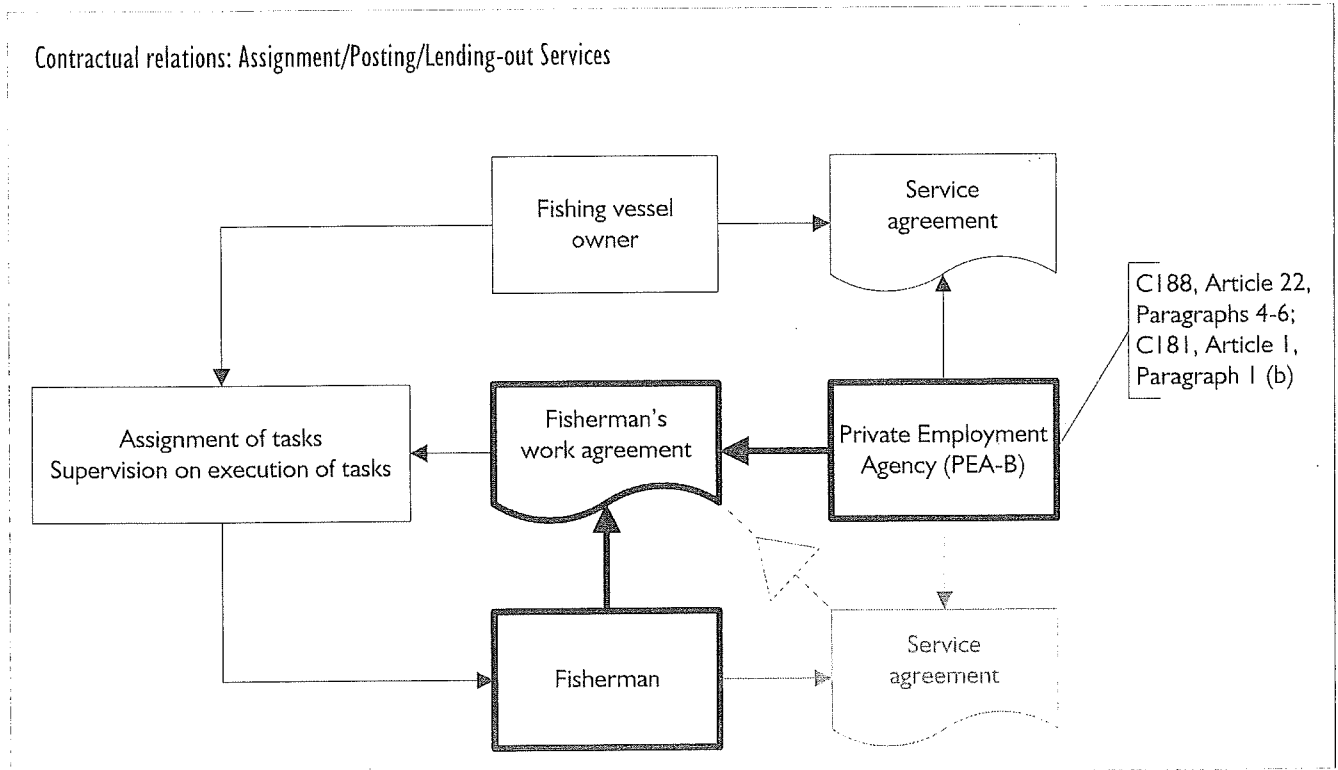 Contractual relations: Assignment/Posting/Lending-out Services
Fishing vessel
owner
Service
agreement
C188, Article 22,
Paragraphs 4-6;
C181, Article 1,
Paragraph 1 (b)
Assignment of tasks
Supervision on execution of tasks
Fisherman's
work agreement
Private Employment
Agency (PEA-B)
Fisherman
Service
agreement